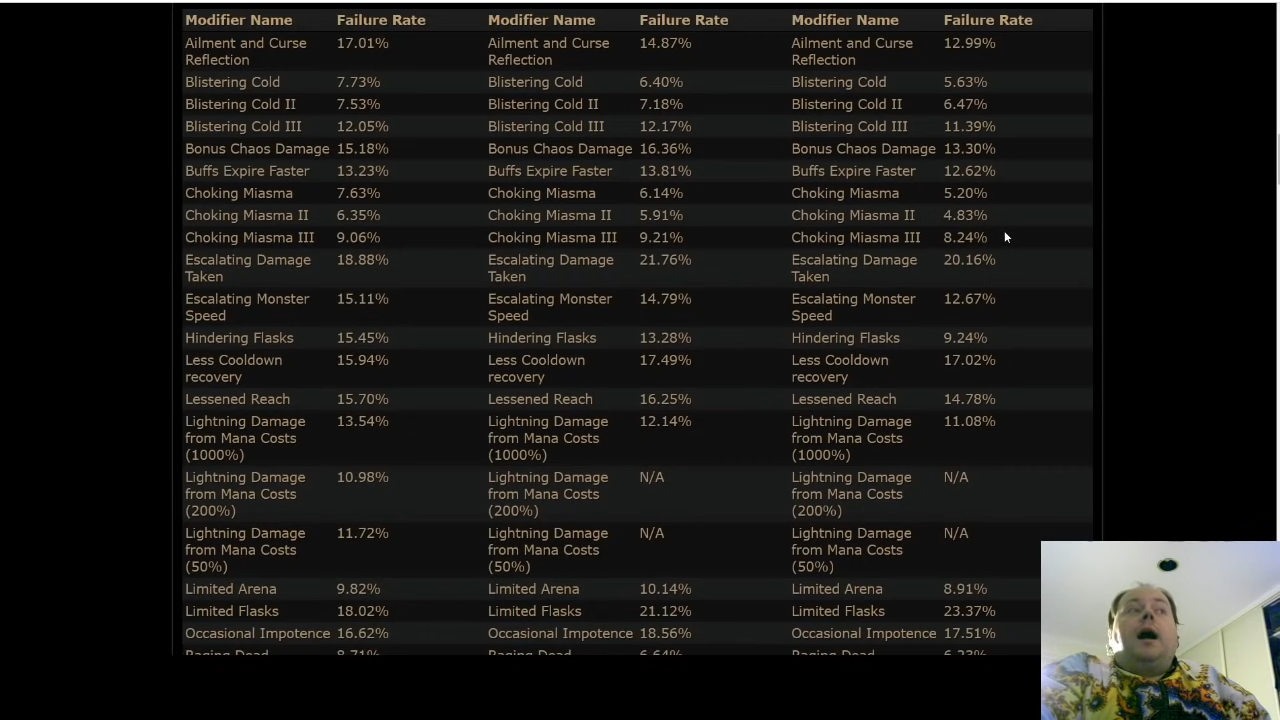 Modifier Name Failure Rate Modifier Name Failure Rate Modifier Name Failure Rate
Ailment and Curse 17.01% Ailment and Curse 14.87% Ailment and Curse 12.99%
Reflection Reflection Reflection
Blistering Cold 7.73% Blistering Cold 6.40% Blistering Cold 5.63%
Blistering Cold II 7.53% Blistering Cold II 7.18% Blistering Cold II 6.47%
Blistering Cold III 12.05% Blistering Cold III 12.17% Blistering Cold III 11.39%
Bonus Chaos Damage 15.18% Bonus Chaos Damage 16.36% Bonus Chaos Damage 13.30%
Buffs Expire Faster 13.23% Buffs Expire Faster 13.81% Buffs Expire Faster 12.62%
Choking Miasma 7.63% Choking Miasma 6.14% Choking Miasma 5.20%
Choking Miasma II 6.35% Choking Miasma II 5.91% Choking Miasma II 4.83%
Choking Miasma III 9.06% Choking Miasma III 9.21% Choking Miasma III 8.24%
Escalating Damage 18.88% Escalating Damage 21.76% Escalating Damage 20.16%
Taken Taken Taken
Escalating Monster 15.11% Escalating Monster 14.79% Escalating Monster 12.67%
Speed Speed Speed
Hindering Flasks 15.45% Hindering Flasks 13.28% Hindering Flasks 9.24%
Less Cooldown 15.94% Less Cooldown 17.49% Less Cooldown 17.02%
recovery recovery recovery
Lessened Reach 15.70% Lessened Reach 16.25% Lessened Reach 14.78%
Lightning Damage 13.54% Lightning Damage 12.14% Lightning Damage 11.08%
from Mana Costs from Mana Costs from Mana Costs
(1000%) (1000%) (1000%)
Lightning Damage 10.98% Lightning Damage N/A Lightning Damage N/A
from Mana Costs from Mana Costs from Mana Costs
(200%) (200%) (200%)
Lightning Damage 11.72% Lightning Damage N/A Lightning Damage N/A
from Mana Costs from Mana Costs from Mana Costs
(50%) (50%) (50%)
Limited Arena 9.82% Limited Arena 10.14% Limited Arena 8.91%
Limited Flasks 18.02% Limited Flasks 21.12% Limited Flasks 23.37%
Occasional Impotence 16.62% Occasional Impotence 18.56% Occasional Impotence 17.51%
Raging Dead 8.71% Raging Dead 6.64% Raging Dead 6.23%